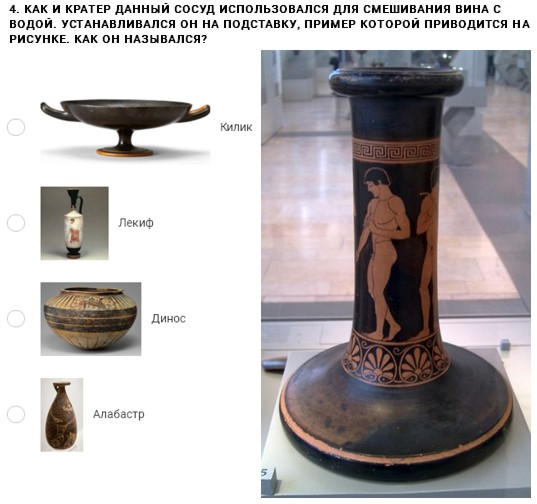 4. КАК И КРАТЕР ДАННЫЙ СОСУД ИСПОЛЬЗОВАЛСЯ ДЛЯ СМЕШИВАНИЯ ВИНА С
ВОДОЙ. УСТАНАВЛИВАЛСЯ ОН НА ПОДСТАВКУ, ПРИМЕР КОТОРОЙ ПРИВОДИТСЯ НА
РИСУНКЕ. КАК ОН НАЗЫВАЛСЯ?
Килик
Лекиф
Динос
Алабастр
5